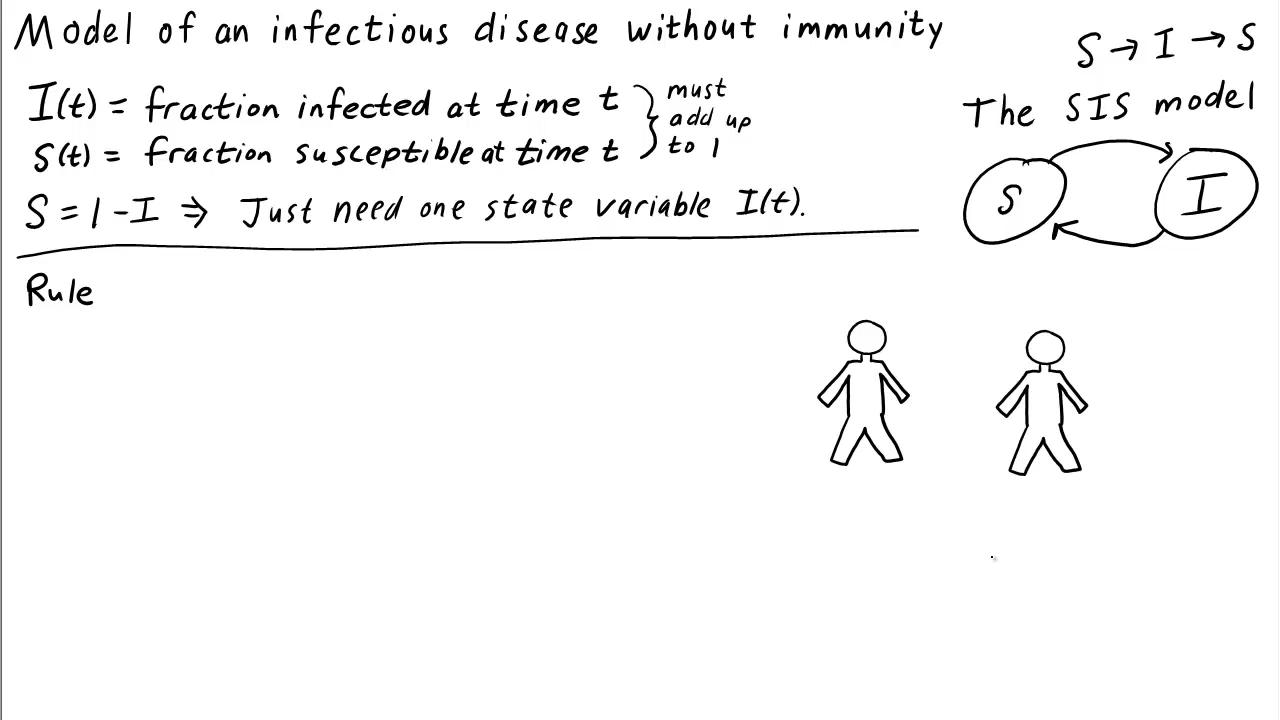 Model of an infectious disease without immunity
S → I → S
I(t) = fraction infected at time t
S(t) = fraction susceptible at time t
must
add up
to 1
The SIS model
S = 1 - I ⇒ Just need one state variable I(t).
S
I
Rule